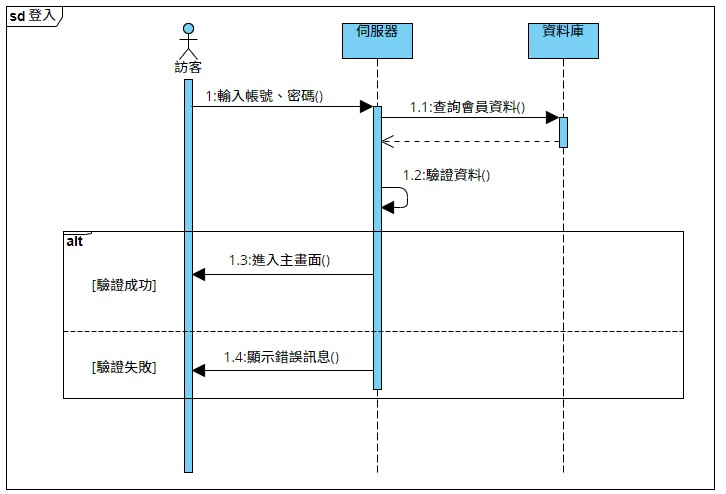 sd 登入
訪客
伺服器
資料庫
1:輸入帳號、密碼()
1.1:查詢會員資料()
1.2:驗證資料()
alt
1.3:進入主畫面()
[驗證成功]
1.4:顯示錯誤訊息()
[驗證失敗]